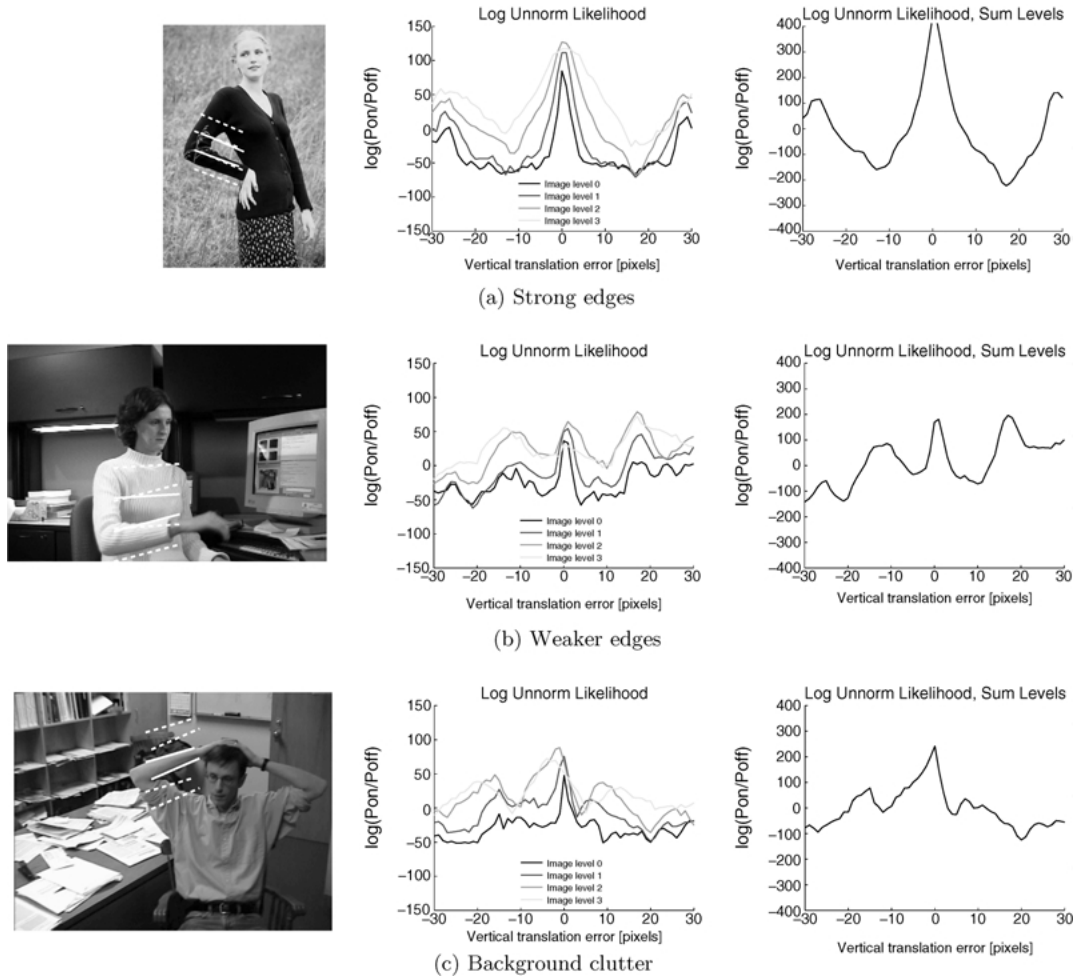 Log Unnorm Likelihood
log(Pon/Poff)
150
100
50
0
−50
−100
−150
Image level 0
Image level 1
Image level 2
Image level 3
−30 −20 −10 0 10 20 30
Vertical translation error [pixels]
Log Unnorm Likelihood, Sum Levels
log(Pon/Poff)
400
300
200
100
0
−100
−200
−300
−400
−30 −20 −10 0 10 20 30
Vertical translation error [pixels]
(a) Strong edges
Log Unnorm Likelihood
log(Pon/Poff)
150
100
50
0
−50
−100
−150
Image level 0
Image level 1
Image level 2
Image level 3
−30 −20 −10 0 10 20 30
Vertical translation error [pixels]
Log Unnorm Likelihood, Sum Levels
log(Pon/Poff)
400
300
200
100
0
−100
−200
−300
−400
−30 −20 −10 0 10 20 30
Vertical translation error [pixels]
(b) Weaker edges
Log Unnorm Likelihood
log(Pon/Poff)
150
100
50
0
−50
−100
−150
Image level 0
Image level 1
Image level 2
Image level 3
−30 −20 −10 0 10 20 30
Vertical translation error [pixels]
Log Unnorm Likelihood, Sum Levels
log(Pon/Poff)
400
300
200
100
0
−100
−200
−300
−400
−30 −20 −10 0 10 20 30
Vertical translation error [pixels]
(c) Background clutter